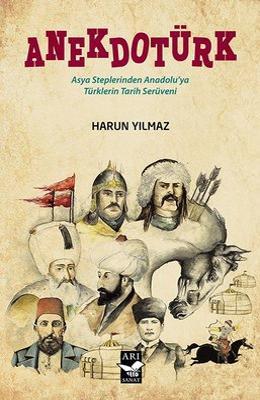 ANEKDOTÜRK
Asya Steplerinden Anadolu'ya
Türklerin Tarih Serüveni
HARUN YILMAZ
ARI
SANAT